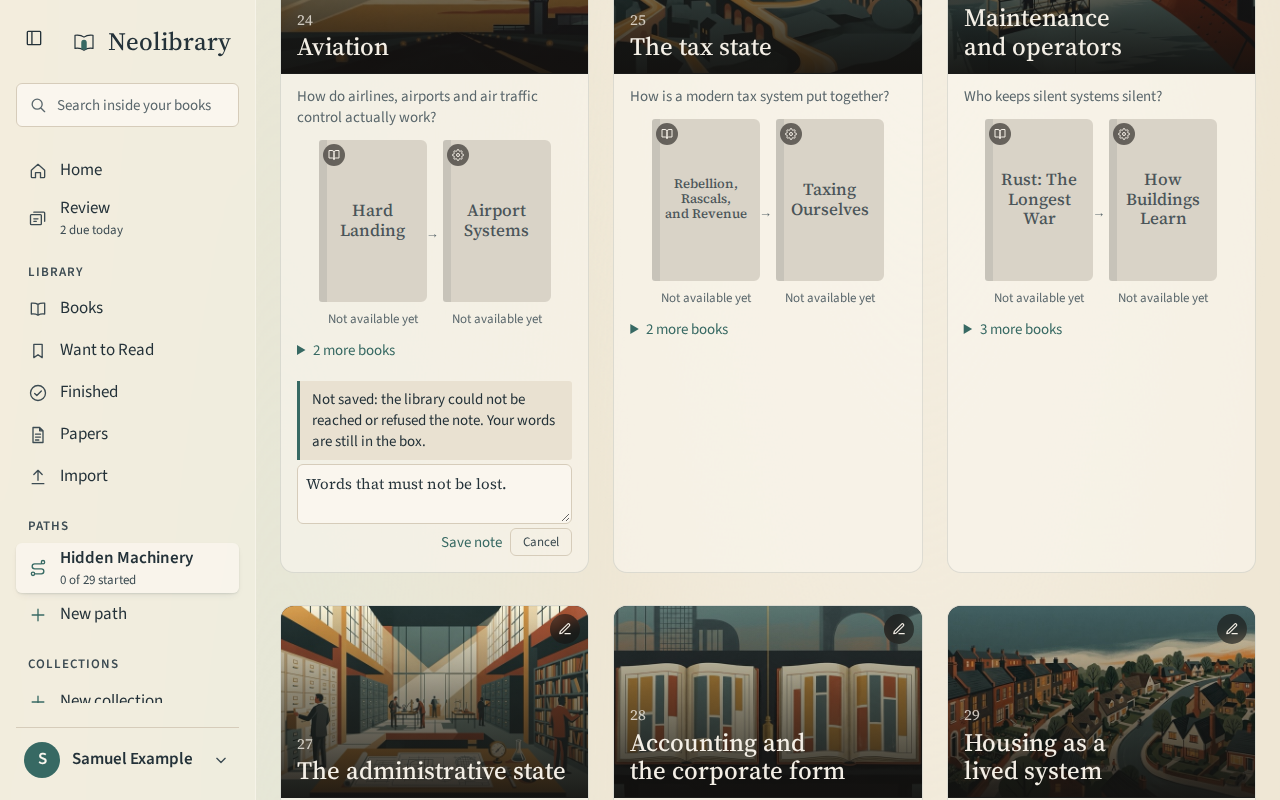 Neolibrary
Search inside your books
Home
Review
2 due today
LIBRARY
Books
Want to Read
Finished
Papers
Import
PATHS
Hidden Machinery
0 of 29 started
New path
COLLECTIONS
New collection
S
Samuel Example
24
Aviation
How do airlines, airports and air traffic
control actually work?
Hard
Landing
→
Airport
Systems
Not available yet
Not available yet
2 more books
Not saved: the library could not be
reached or refused the note. Your words
are still in the box.
Words that must not be lost.
Save note
Cancel
25
The tax state
How is a modern tax system put together?
Rebellion,
Rascals,
and Revenue
→
Taxing
Ourselves
Not available yet
Not available yet
2 more books
Maintenance
and operators
Who keeps silent systems silent?
Rust: The
Longest
War
→
How
Buildings
Learn
Not available yet
Not available yet
3 more books
27
The administrative state
28
Accounting and
the corporate form
29
Housing as a
lived system